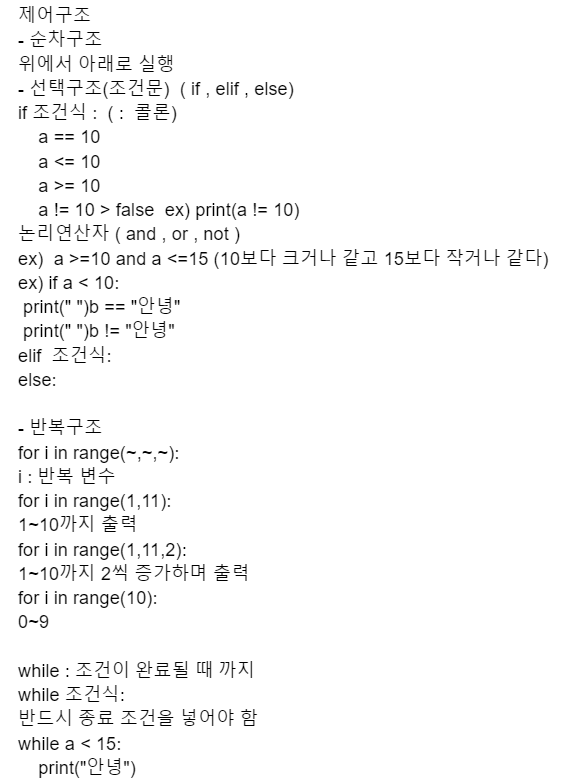 제어구조
- 순차구조
위에서 아래로 실행
- 선택구조(조건문)  ( if , elif , else)
if 조건식 :  ( :  콜론)
    a == 10
    a <= 10
    a >= 10
    a != 10 > false  ex) print(a != 10)
논리연산자 ( and , or , not )
ex)  a >=10 and a <=15 (10보다 크거나 같고 15보다 작거나 같다)
ex) if a < 10:
 print(" ")b == "안녕"
 print(" ")b != "안녕"
elif  조건식:
else:

- 반복구조
for i in range(~,~,~):
i : 반복 변수
for i in range(1,11):
1~10까지 출력
for i in range(1,11,2):
1~10까지 2씩 증가하며 출력
for i in range(10):
0~9

while : 조건이 완료될 때 까지
while 조건식:
반드시 종료 조건을 넣어야 함
while a < 15:
    print("안녕")